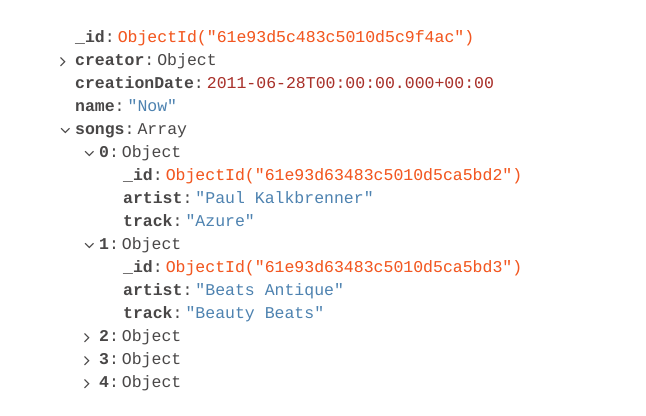 _id: ObjectId("61e93d5c483c5010d5c9f4ac")
creator: Object
creationDate: 2011-06-28T00:00:00.000+00:00
name: "Now"
songs: Array
0: Object
_id: ObjectId("61e93d63483c5010d5ca5bd2")
artist: "Paul Kalkbrenner"
track: "Azure"
1: Object
_id: ObjectId("61e93d63483c5010d5ca5bd3")
artist: "Beats Antique"
track: "Beauty Beats"
2: Object
3: Object
4: Object